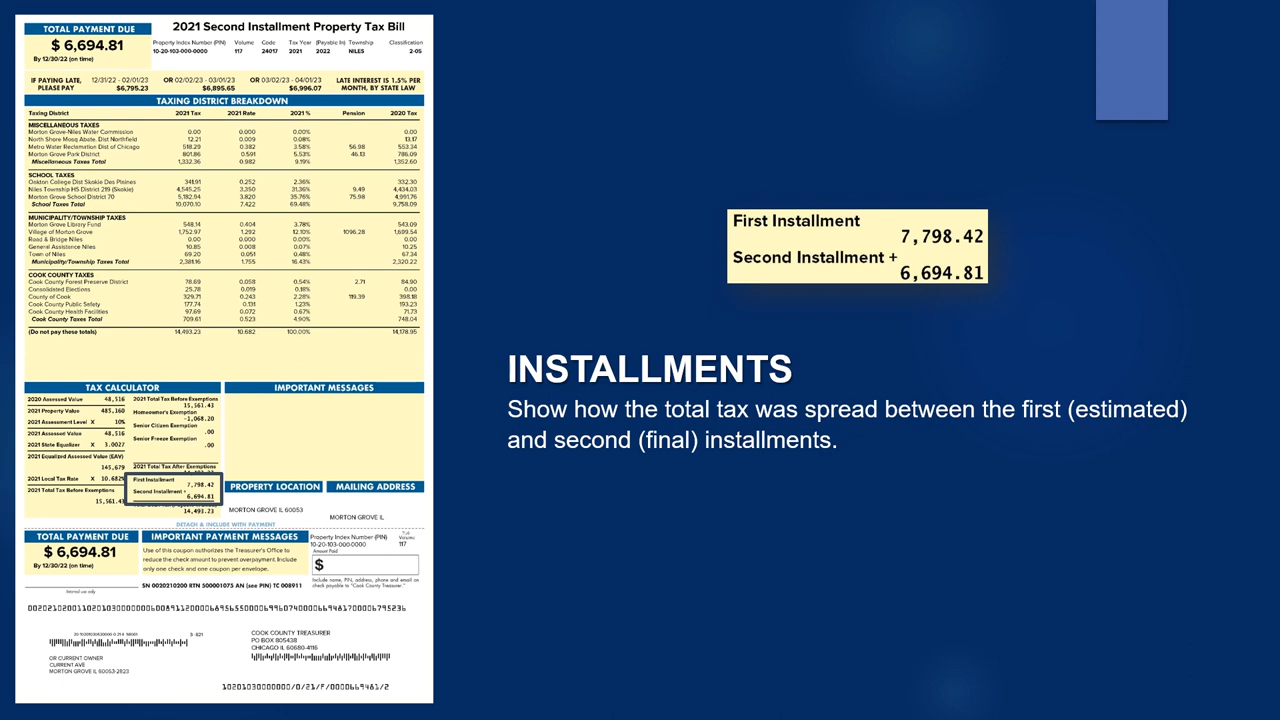 TOTAL PAYMENT DUE
$ 6,694.81
By 12/30/22 (on time)
2021 Second Installment Property Tax Bill
Property Index Number (PIN) Volume Code Tax Year (Payable In) Township Classification
10-20-103-000-0000 117 24017 2021 2022 NILES 2-05
IF PAYING LATE, PLEASE PAY
12/31/22 - 02/01/23 $6,795.23
OR 02/02/23 - 03/01/23 $6,895.65
OR 03/02/23 - 04/01/23 $6,996.07
LATE INTEREST IS 1.5% PER MONTH, BY STATE LAW
TAXING DISTRICT BREAKDOWN
Taxing District 2021 Tax 2021 Rate 2021 % Pension 2020 Tax
MISCELLANEOUS TAXES
Morton Grove-Niles Water Commission 0.00 0.000 0.00% 0.00
North Shore Mosq Abate. Dist Northfield 12.21 0.009 0.08% 13.17
Metro Water Reclamation Dist of Chicago 518.29 0.382 3.58% 56.98 553.34
Morton Grove Park District 801.86 0.591 5.53% 46.13 786.09
Miscellaneous Taxes Total 1,332.36 0.982 9.19% 1,352.60
SCHOOL TAXES
Oakton College Dist Skokie Des Plaines 341.91 0.252 2.36% 332.30
Niles Township HS District 219 (Skokie) 4,545.25 3.350 31.36% 9.49 4,434.03
Morton Grove School District 70 5,182.94 3.820 35.76% 75.98 4,991.76
School Taxes Total 10,070.10 7.422 69.48% 9,758.09
MUNICIPALITY/TOWNSHIP TAXES
Morton Grove Library Fund 548.14 0.404 3.78% 543.09
Village of Morton Grove 1,752.97 1.292 12.10% 1096.28 1,699.54
Road & Bridge Niles 0.00 0.000 0.00% 0.00
General Assistance Niles 10.85 0.008 0.07% 10.25
Town of Niles 69.20 0.051 0.48% 67.34
Municipality/Township Taxes Total 2,381.16 1.755 16.43% 2,320.22
COOK COUNTY TAXES
Cook County Forest Preserve District 78.69 0.058 0.54% 2.71 84.90
Consolidated Elections 25.78 0.019 0.18% 0.00
County of Cook 329.71 0.243 2.28% 119.39 398.18
Cook County Public Safety 177.74 0.131 1.23% 193.23
Cook County Health Facilities 97.69 0.072 0.67% 71.73
Cook County Taxes Total 709.61 0.523 4.90% 748.04
(Do not pay these totals) 14,493.23 10.682 100.00% 14,178.95
TAX CALCULATOR
2020 Assessed Value 48,516
2021 Property Value 485,160
2021 Assessment Level X 10%
2021 Assessed Value 48,516
2021 State Equalizer X 3.0027
2021 Equalized Assessed Value (EAV)
145,679
2021 Local Tax Rate X 10.682%
2021 Total Tax Before Exemptions
15,561.43
2021 Total Tax Before Exemptions
15,561.43
Homeowner's Exemption
-1,068.20
Senior Citizen Exemption
.00
Senior Freeze Exemption
.00
2021 Total Tax After Exemptions
First Installment
7,798.42
Second Installment +
6,694.81
14,493.23
IMPORTANT MESSAGES
PROPERTY LOCATION
MORTON GROVE IL 60053
MAILING ADDRESS
MORTON GROVE IL
DETACH & INCLUDE WITH PAYMENT
TOTAL PAYMENT DUE
$ 6,694.81
By 12/30/22 (on time)
Internal use only
IMPORTANT PAYMENT MESSAGES
Use of this coupon authorizes the Treasurer's Office to
reduce the check amount to prevent overpayment. Include
only one check and one coupon per envelope.
SN 0020210200 RTN 500001075 AN (see PIN) TC 008911
Property Index Number (PIN) Volume
10-20-103-000-0000 117
Amount Paid
$
Include name, PIN, address, phone and email on
check payable to "Cook County Treasurer."
OR CURRENT OWNER
CURRENT AVE
MORTON GROVE IL 60053-2823
COOK COUNTY TREASURER
PO BOX 805438
CHICAGO IL 60680-4116
10201030000000/0/21/F/0000669481/2
First Installment
7,798.42
Second Installment +
6,694.81
INSTALLMENTS
Show how the total tax was spread between the first (estimated)
and second (final) installments.